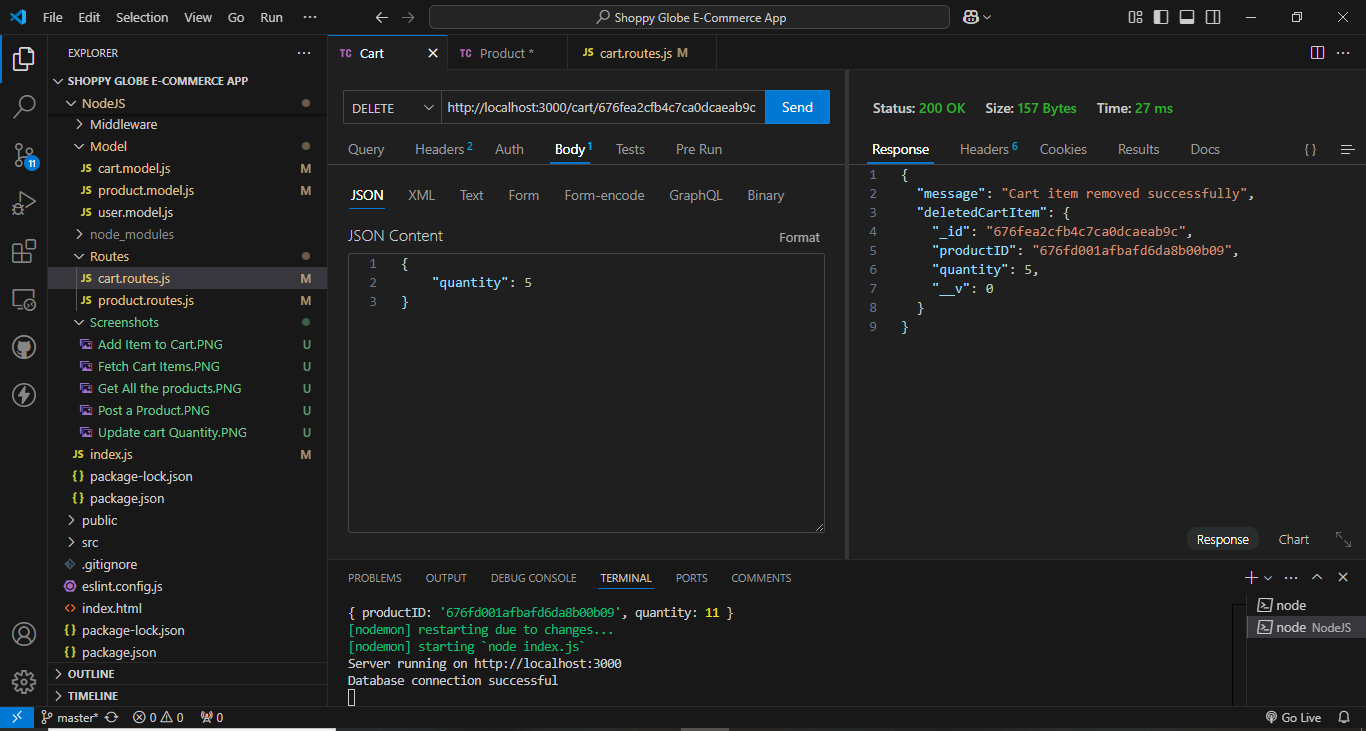 File Edit Selection View Go Run ··· Shoppy Globe E-Commerce App
EXPLORER
SHOPPY GLOBE E-COMMERCE APP
NodeJS
Middleware
Model
JS cart.model.js M
JS product.model.js M
JS user.model.js
node_modules
Routes
JS cart.routes.js M
JS product.routes.js M
Screenshots
Add Item to Cart.PNG U
Fetch Cart Items.PNG U
Get All the products.PNG U
Post a Product.PNG U
Update cart Quantity.PNG U
JS index.js M
{} package-lock.json
{} package.json
public
src
.gitignore
eslint.config.js
<> index.html
{} package-lock.json
{} package.json
OUTLINE
TIMELINE
11
TC Cart TC Product * JS cart.routes.js M
DELETE http://localhost:3000/cart/676fea2cfb4c7ca0dcaeab9c Send
Query Headers 2 Auth Body 1 Tests Pre Run
JSON XML Text Form Form-encode GraphQL Binary
JSON Content Format
1 {
2 "quantity": 5
3 }
Status: 200 OK Size: 157 Bytes Time: 27 ms
Response Headers 6 Cookies Results Docs {}
1 {
2 "message": "Cart item removed successfully",
3 "deletedCartItem": {
4 "_id": "676fea2cfb4c7ca0dcaeab9c",
5 "productID": "676fd001afbafd6da8b00b09",
6 "quantity": 5,
7 "__v": 0
8 }
9 }
Response Chart
PROBLEMS OUTPUT DEBUG CONSOLE TERMINAL PORTS COMMENTS
{ productID: '676fd001afbafd6da8b00b09', quantity: 11 }
[nodemon] restarting due to changes...
[nodemon] starting `node index.js`
Server running on http://localhost:3000
Database connection successful
node
node NodeJS
master* 0 0 0 Go Live